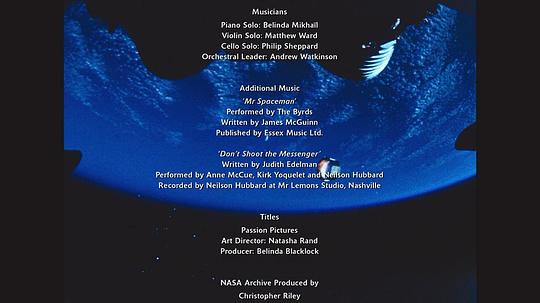 Musicians
Piano Solo: Belinda Mikhaïl
Violin Solo: Matthew Ward
Cello Solo: Philip Sheppard
Orchestral Leader: Andrew Watkinson
Additional Music
'Mr Spaceman'
Performed by The Byrds
Written by James McGuinn
Published by Essex Music Ltd.
'Don't Shoot the Messenger'
Written by Judith Edelman
Performed by Anne McCue, Kirk Yoquelet and Neilson Hubbard
Recorded by Neilson Hubbard at Mr Lemons Studio, Nashville
Titles
Passion Pictures
Art Director: Natasha Rand
Producer: Belinda Blacklock
NASA Archive Produced by
Christopher Riley